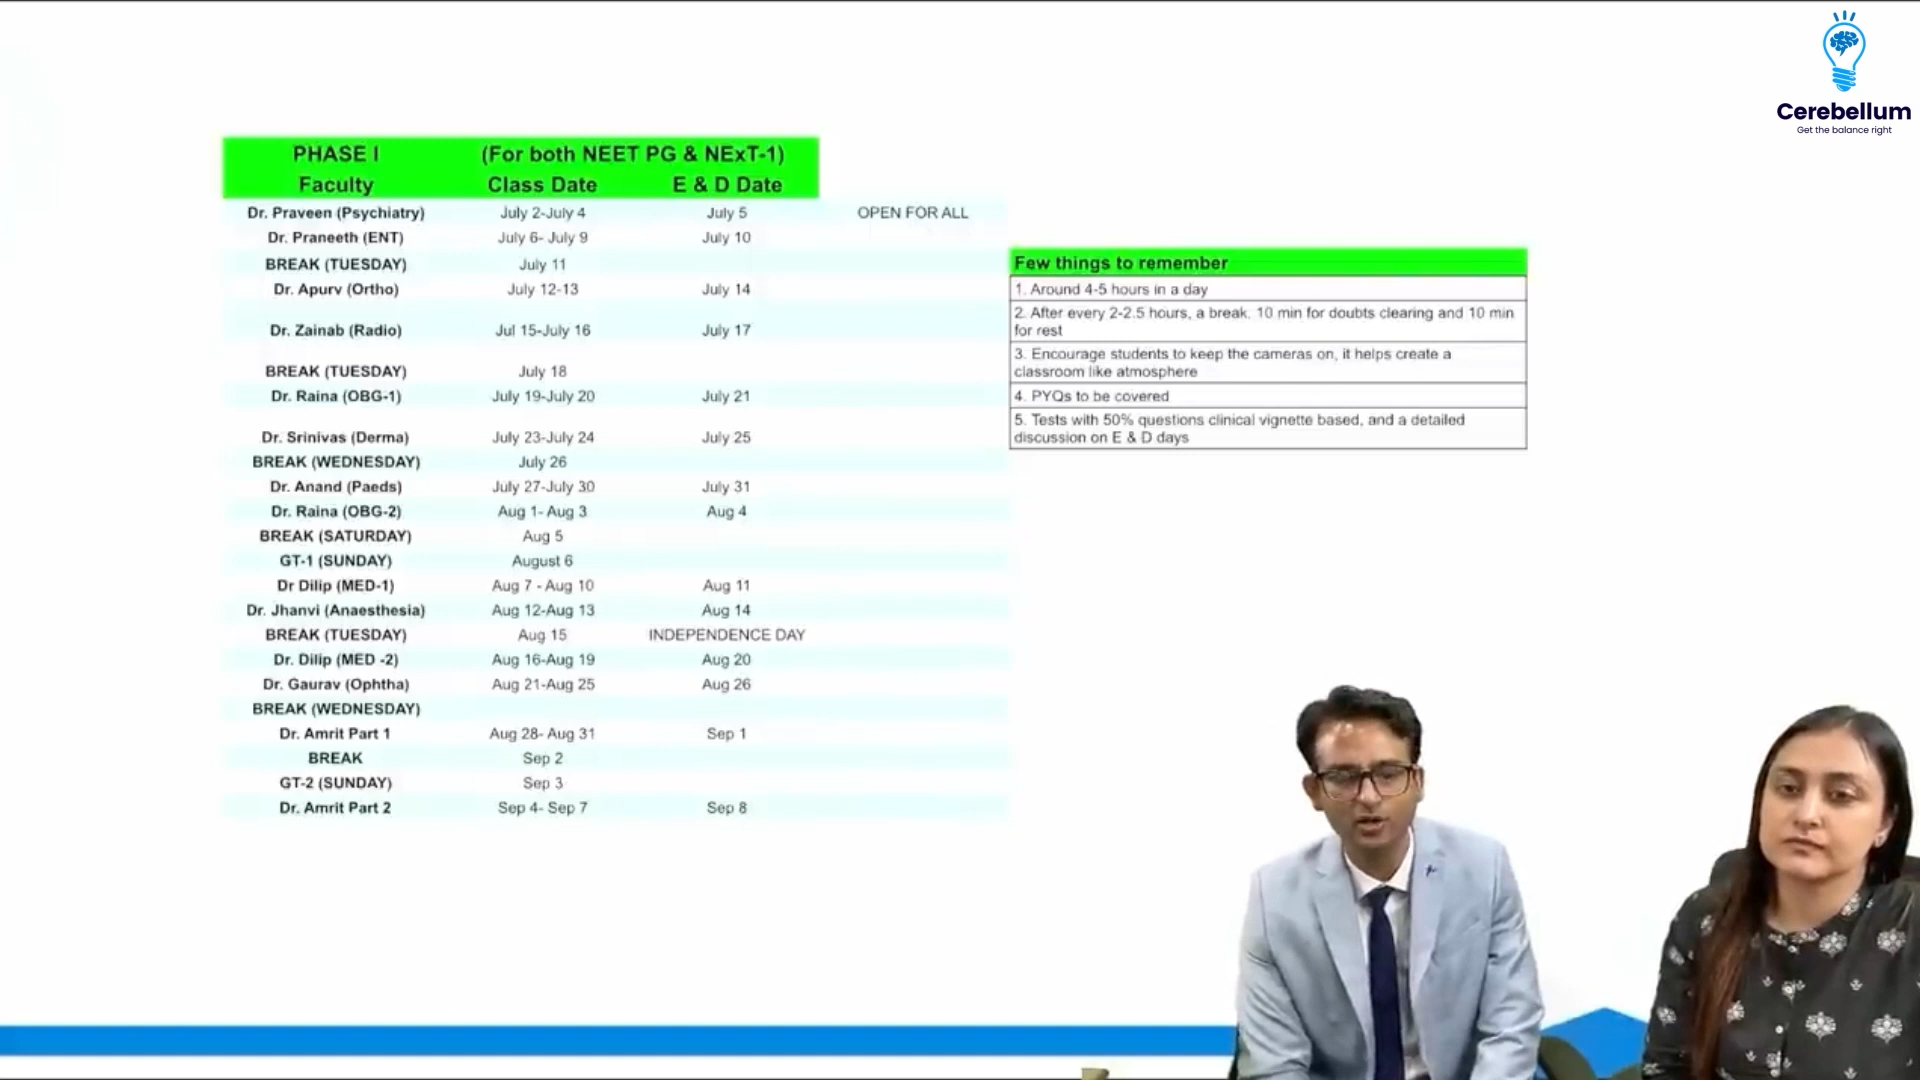 Cerebellum
Get the balance right
PHASE I (For both NEET PG & NExT-1)
Faculty Class Date E & D Date
Dr. Praveen (Psychiatry) July 2-July 4 July 5 OPEN FOR ALL
Dr. Praneeth (ENT) July 6- July 9 July 10
BREAK (TUESDAY) July 11
Dr. Apurv (Ortho) July 12-13 July 14
Dr. Zainab (Radio) Jul 15-July 16 July 17
BREAK (TUESDAY) July 18
Dr. Raina (OBG-1) July 19-July 20 July 21
Dr. Srinivas (Derma) July 23-July 24 July 25
BREAK (WEDNESDAY) July 26
Dr. Anand (Paeds) July 27-July 30 July 31
Dr. Raina (OBG-2) Aug 1- Aug 3 Aug 4
BREAK (SATURDAY) Aug 5
GT-1 (SUNDAY) August 6
Dr Dilip (MED-1) Aug 7 - Aug 10 Aug 11
Dr. Jhanvi (Anaesthesia) Aug 12-Aug 13 Aug 14
BREAK (TUESDAY) Aug 15 INDEPENDENCE DAY
Dr. Dilip (MED -2) Aug 16-Aug 19 Aug 20
Dr. Gaurav (Ophtha) Aug 21-Aug 25 Aug 26
BREAK (WEDNESDAY)
Dr. Amrit Part 1 Aug 28- Aug 31 Sep 1
BREAK Sep 2
GT-2 (SUNDAY) Sep 3
Dr. Amrit Part 2 Sep 4- Sep 7 Sep 8
Few things to remember
1. Around 4-5 hours in a day
2. After every 2-2.5 hours, a break. 10 min for doubts clearing and 10 min
for rest
3. Encourage students to keep the cameras on, it helps create a
classroom like atmosphere
4. PYQs to be covered
5. Tests with 50% questions clinical vignette based, and a detailed
discussion on E & D days